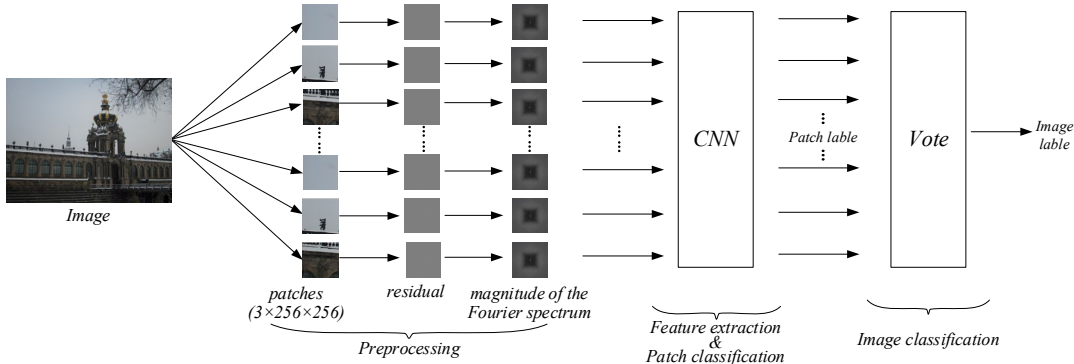 Image
patches
(3×256×256)
residual
magnitude of the
Fourier spectrum
Preprocessing
CNN
Feature extraction
&
Patch classification
Patch lable
Vote
Image classification
Image
lable